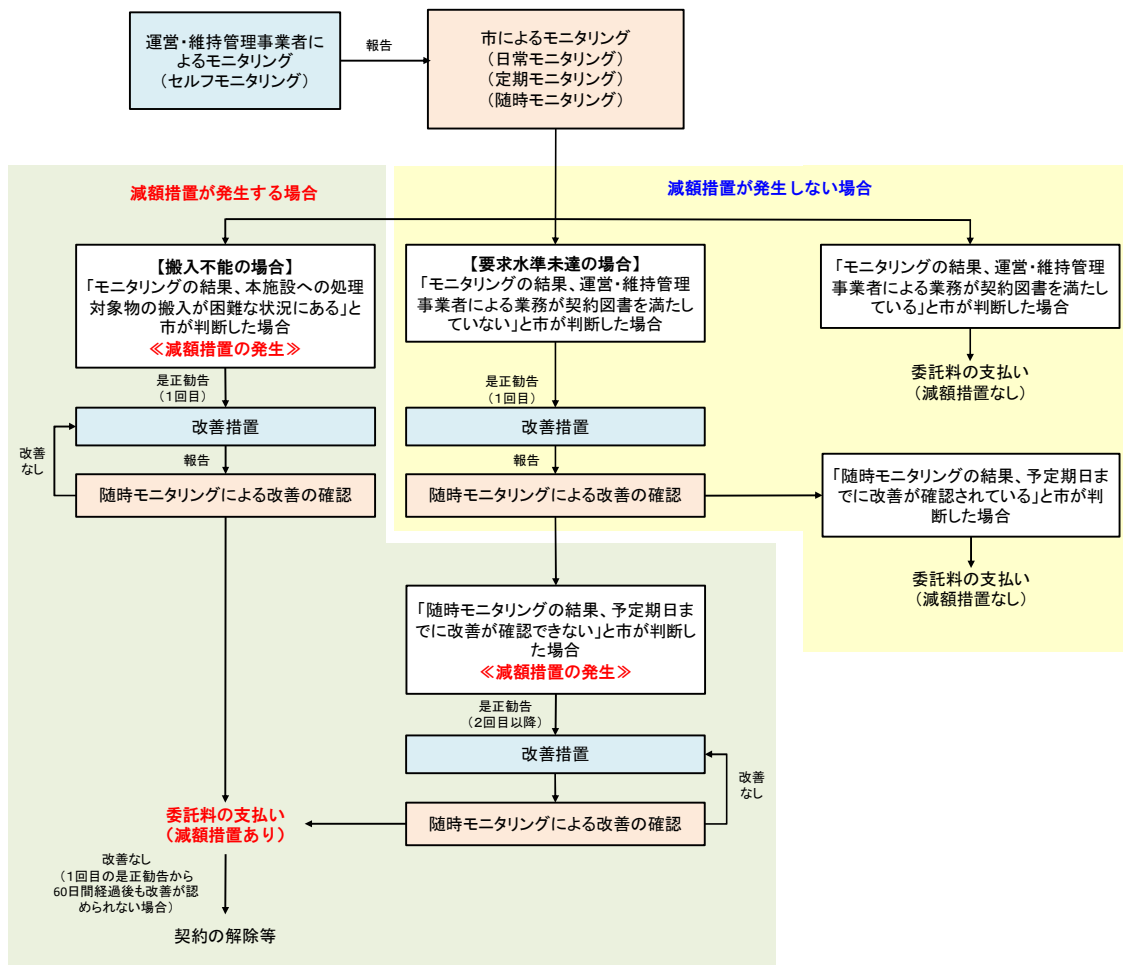 運営・維持管理事業者に
よるモニタリング
（セルフモニタリング）
報告
市によるモニタリング
（日常モニタリング）
（定期モニタリング）
（随時モニタリング）
減額措置が発生する場合
減額措置が発生しない場合
【搬入不能の場合】
「モニタリングの結果、本施設への処理
対象物の搬入が困難な状況にある」と
市が判断した場合
≪減額措置の発生≫
【要求水準未達の場合】
「モニタリングの結果、運営・維持管理
事業者による業務が契約図書を満たし
ていない」と市が判断した場合
「モニタリングの結果、運営・維持管理
事業者による業務が契約図書を満たし
ている」と市が判断した場合
委託料の支払い
（減額措置なし）
是正勧告
（1回目）
改善措置
報告
改善
なし
随時モニタリングによる改善の確認
是正勧告
（1回目）
改善措置
報告
随時モニタリングによる改善の確認
「随時モニタリングの結果、予定期日ま
でに改善が確認されている」と市が判
断した場合
委託料の支払い
（減額措置なし）
「随時モニタリングの結果、予定期日ま
でに改善が確認できない」と市が判断し
た場合
≪減額措置の発生≫
是正勧告
（2回目以降）
改善措置
改善
なし
随時モニタリングによる改善の確認
委託料の支払い
（減額措置あり）
改善なし
（1回目の是正勧告から
60日間経過後も改善が認
められない場合）
契約の解除等